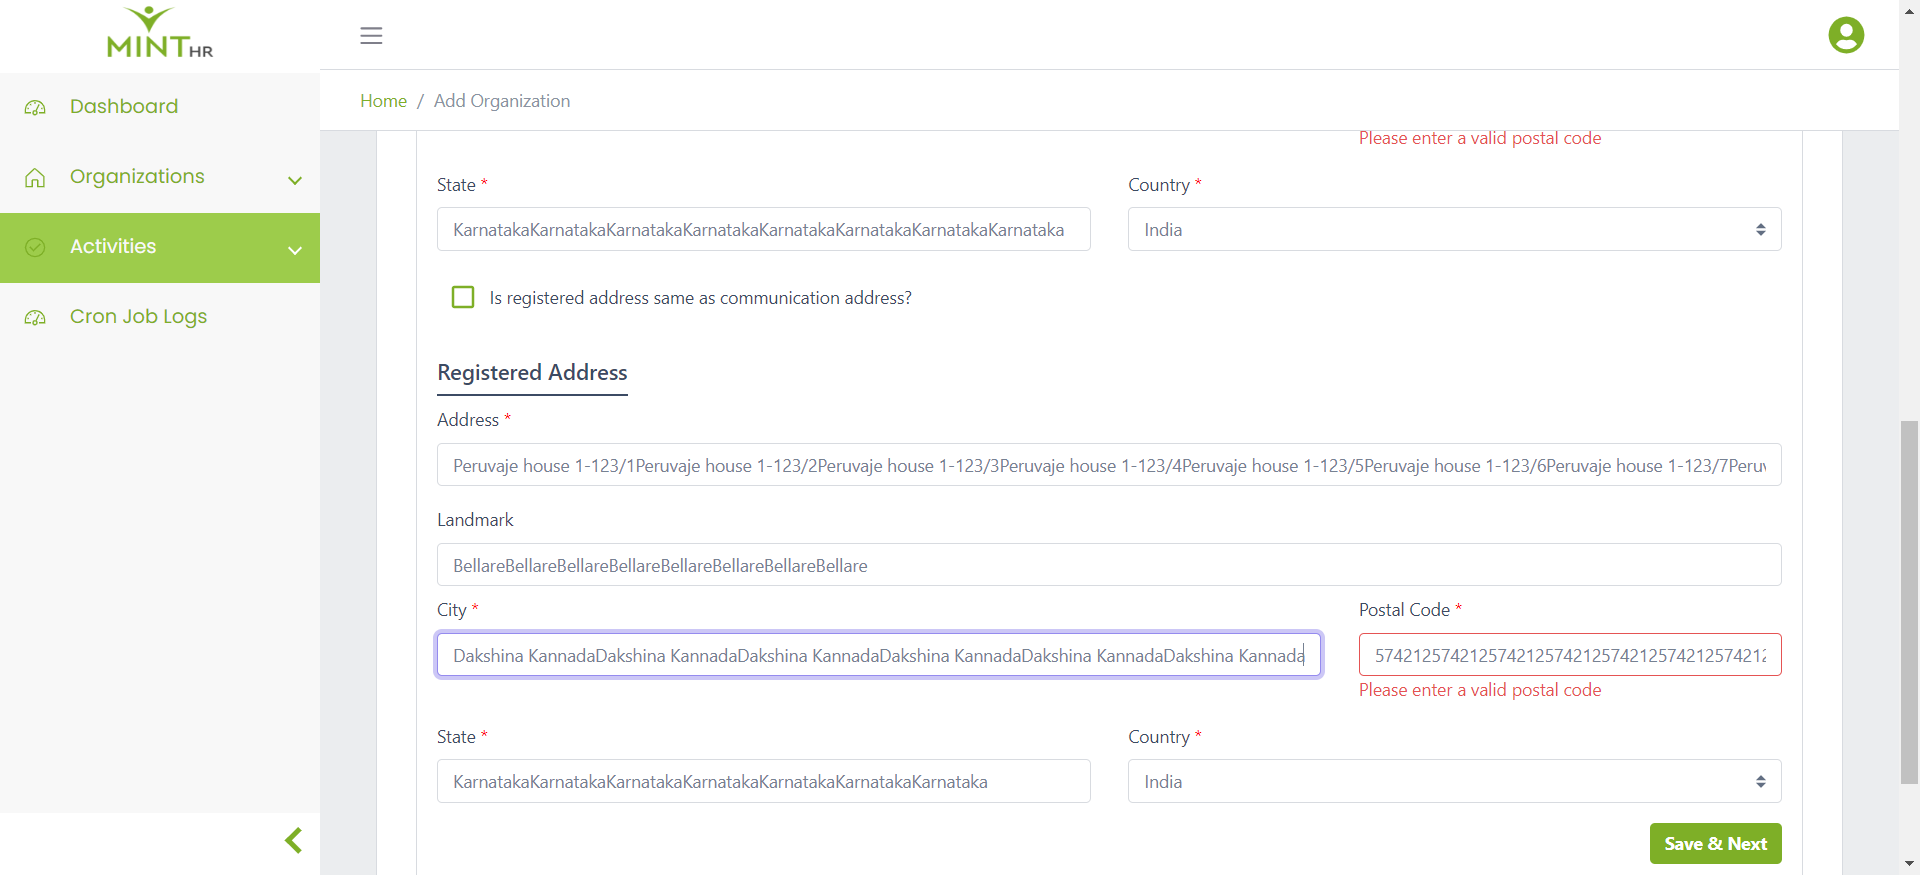 MINT HR
Dashboard
Organizations
Activities
Cron Job Logs
Home / Add Organization
Please enter a valid postal code
State *
Country *
KarnatakaKarnatakaKarnatakaKarnatakaKarnatakaKarnatakaKarnatakaKarnataka
India
Is registered address same as communication address?
Registered Address
Address *
Peruvaje house 1-123/1Peruvaje house 1-123/2Peruvaje house 1-123/3Peruvaje house 1-123/4Peruvaje house 1-123/5Peruvaje house 1-123/6Peruvaje house 1-123/7Peruv
Landmark
BellareBellareBellareBellareBellareBellareBellareBellare
City *
Postal Code *
Dakshina KannadaDakshina KannadaDakshina KannadaDakshina KannadaDakshina KannadaDakshina Kannada
574212574212574212574212574212574212574212
Please enter a valid postal code
State *
Country *
KarnatakaKarnatakaKarnatakaKarnatakaKarnatakaKarnatakaKarnataka
India
Save & Next